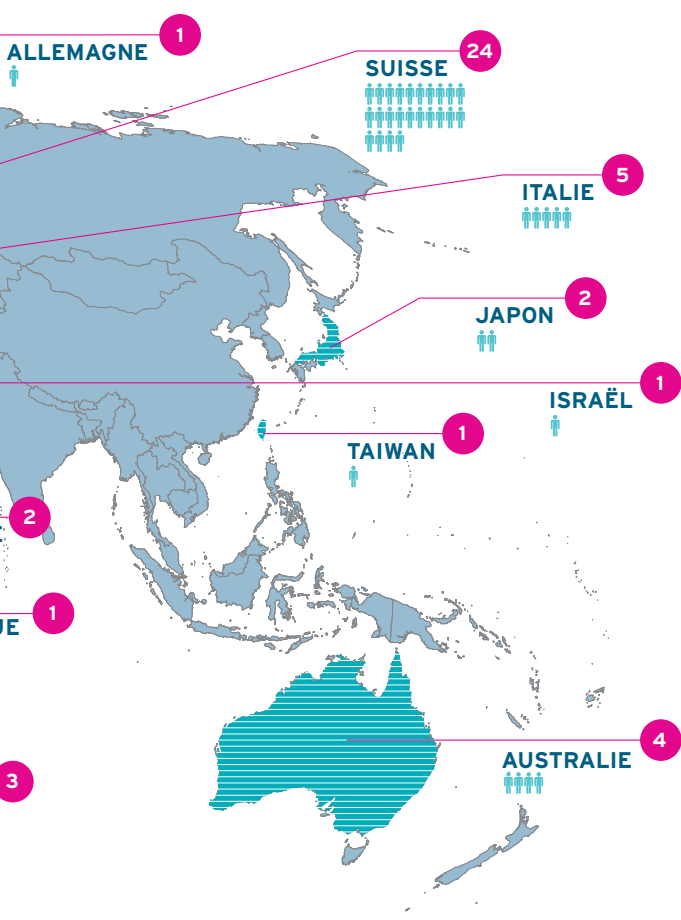 1
ALLEMAGNE
24
SUISSE
5
ITALIE
2
JAPON
1
ISRAËL
1
TAIWAN
2
1
UE
4
AUSTRALIE
3